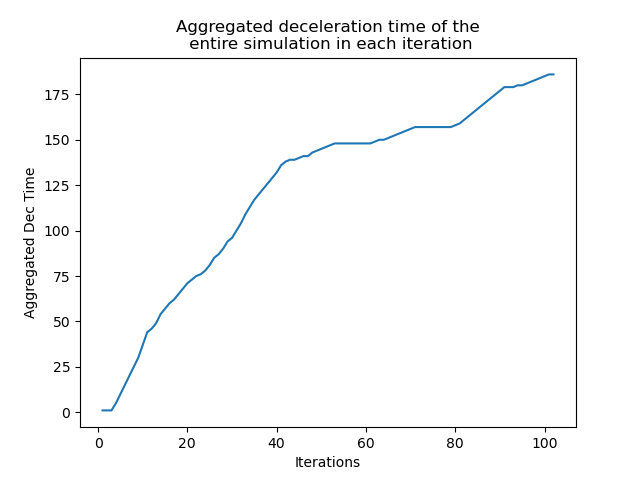 Aggregated deceleration time of the
entire simulation in each iteration
175
150
125
100
75
50
25
0
Aggregated Dec Time
0 20 40 60 80 100
Iterations